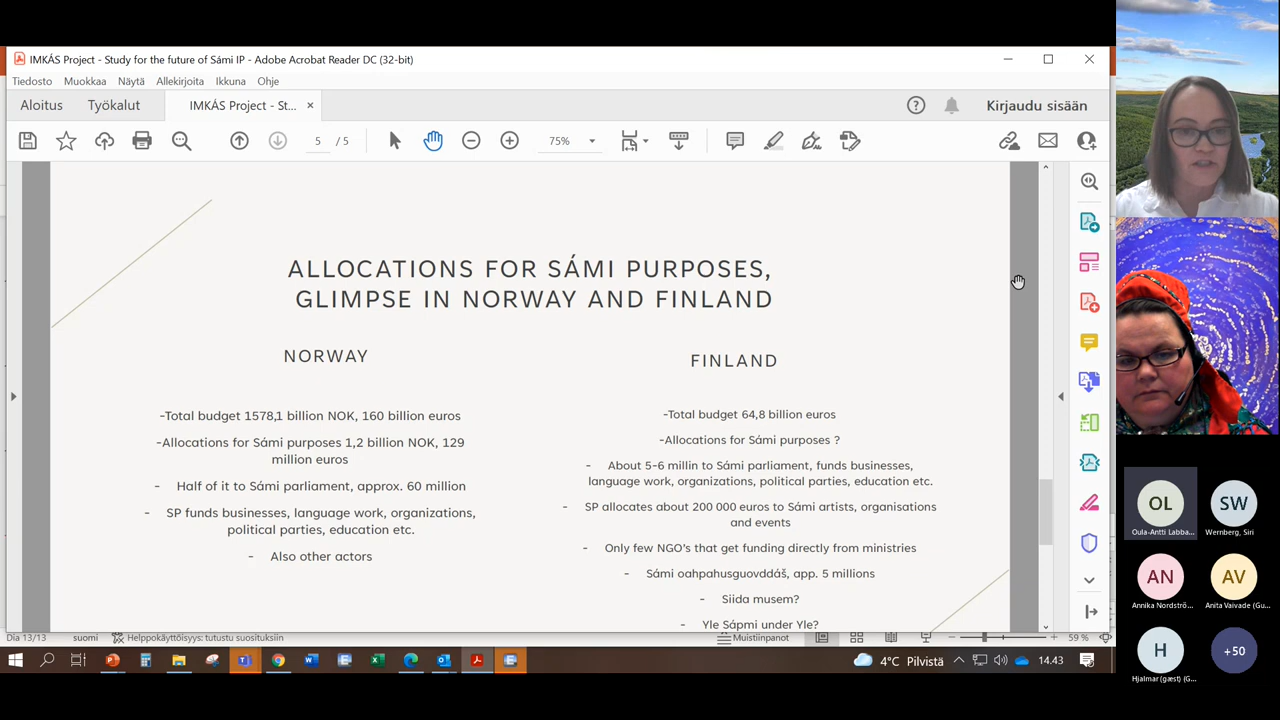 IMKÁS Project - Study for the future of Sámi IP - Adobe Acrobat Reader DC (32-bit)
Tiedosto Muokkaa Näytä Allekirjoita Ikkuna Ohje
Aloitus Työkalut IMKÁS Project - St... × Kirjaudu sisään
5 / 5 75%
ALLOCATIONS FOR SÁMI PURPOSES,
GLIMPSE IN NORWAY AND FINLAND
NORWAY
-Total budget 1578,1 billion NOK, 160 billion euros
-Allocations for Sámi purposes 1,2 billion NOK, 129
million euros
- Half of it to Sámi parliament, approx. 60 million
- SP funds businesses, language work, organizations,
political parties, education etc.
- Also other actors
FINLAND
-Total budget 64,8 billion euros
-Allocations for Sámi purposes ?
- About 5-6 millin to Sámi parliament, funds businesses,
language work, organizations, political parties, education etc.
- SP allocates about 200 000 euros to Sámi artists, organisations
and events
- Only few NGO's that get funding directly from ministries
- Sámi oahpahusguovddáš, app. 5 millions
- Siida musem?
- Yle Sápmi under Yle?
Dia 13/13 suomi Helppokäyttöisyys: tutustu suosituksiin Muistiinpanot 59 %
4°C Pilvistä 14.43
OL
Oula-Antti Labba...
SW
Wernberg, Siri
AN
Annika Nordströ...
AV
Anita Vaivade (Gu...
H
Hjalmar (gæst) (G...
+50